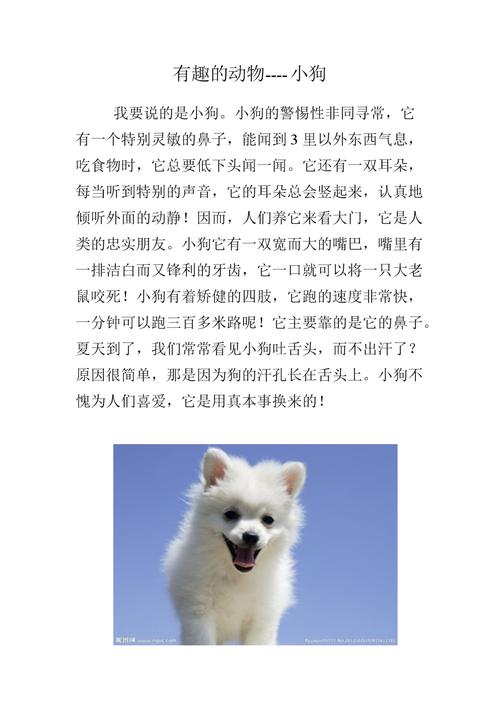 有趣的动物----小狗
我要说的是小狗。小狗的警惕性非同寻常，它
有一个特别灵敏的鼻子，能闻到3里以外东西气息，
吃食物时，它总要低下头闻一闻。它还有一双耳朵，
每当听到特别的声音，它的耳朵总会竖起来，认真地
倾听外面的动静！因而，人们养它来看大门，它是人
类的忠实朋友。小狗它有一双宽而大的嘴巴，嘴里有
一排洁白而又锋利的牙齿，它一口就可以将一只大老
鼠咬死！小狗有着矫健的四肢，它跑的速度非常快，
一分钟可以跑三百多米路呢！它主要靠的是它的鼻子。
夏天到了，我们常常看见小狗吐舌头，而不出汗了？
原因很简单，那是因为狗的汗孔长在舌头上。小狗不
愧为人们喜爱，它是用真本事换来的！
昵图网